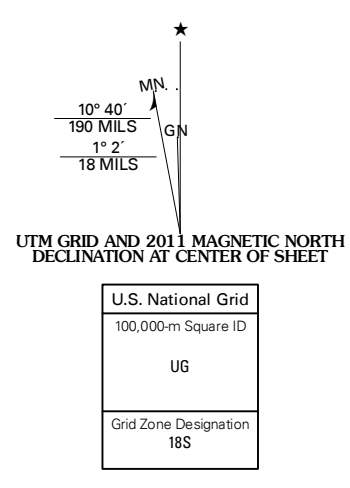 ★
MN
10° 40´
190 MILS
GN
1° 2´
18 MILS
UTM GRID AND 2011 MAGNETIC NORTH
DECLINATION AT CENTER OF SHEET
U.S. National Grid
100,000-m Square ID
UG
Grid Zone Designation
18S